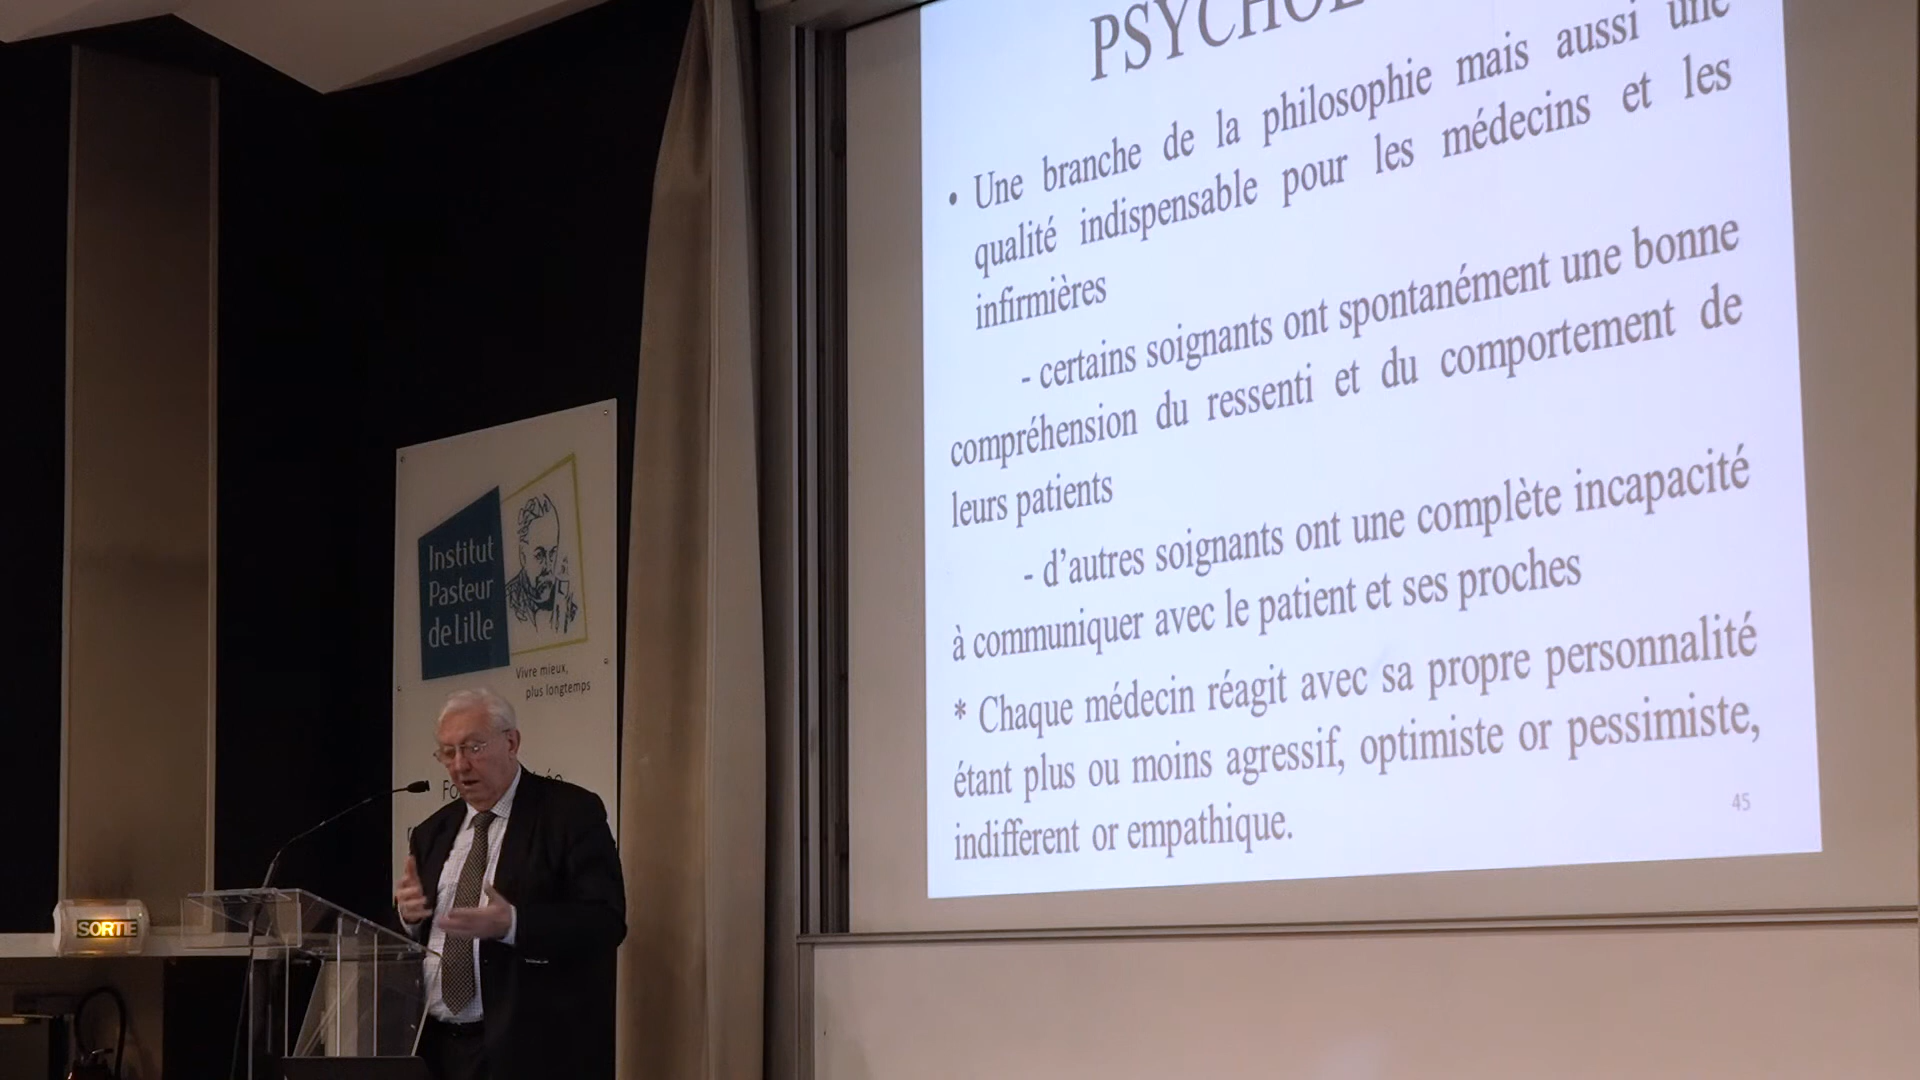 Une branche de la philosophie mais aussi une
qualité indispensable pour les médecins et les
infirmières
- certains soignants ont spontanément une bonne
compréhension du ressenti et du comportement de
leurs patients
- d'autres soignants ont une complète incapacité
à communiquer avec le patient et ses proches
* Chaque médecin réagit avec sa propre personnalité
étant plus ou moins agressif, optimiste or pessimiste,
indifferent or empathique.
45
Institut
Pasteur
de Lille
Vivre mieux,
plus longtemps
SORTIE